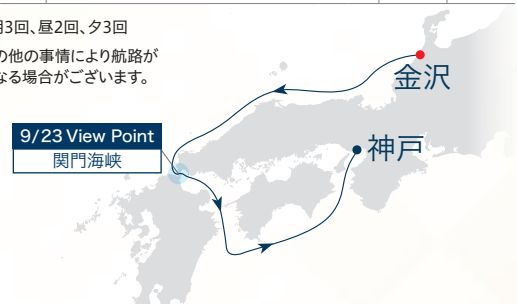 3回、昼2回、夕3回
の他の事情により航路が
なる場合がございます。
金沢
9/23 View Point
関門海峡
神戸